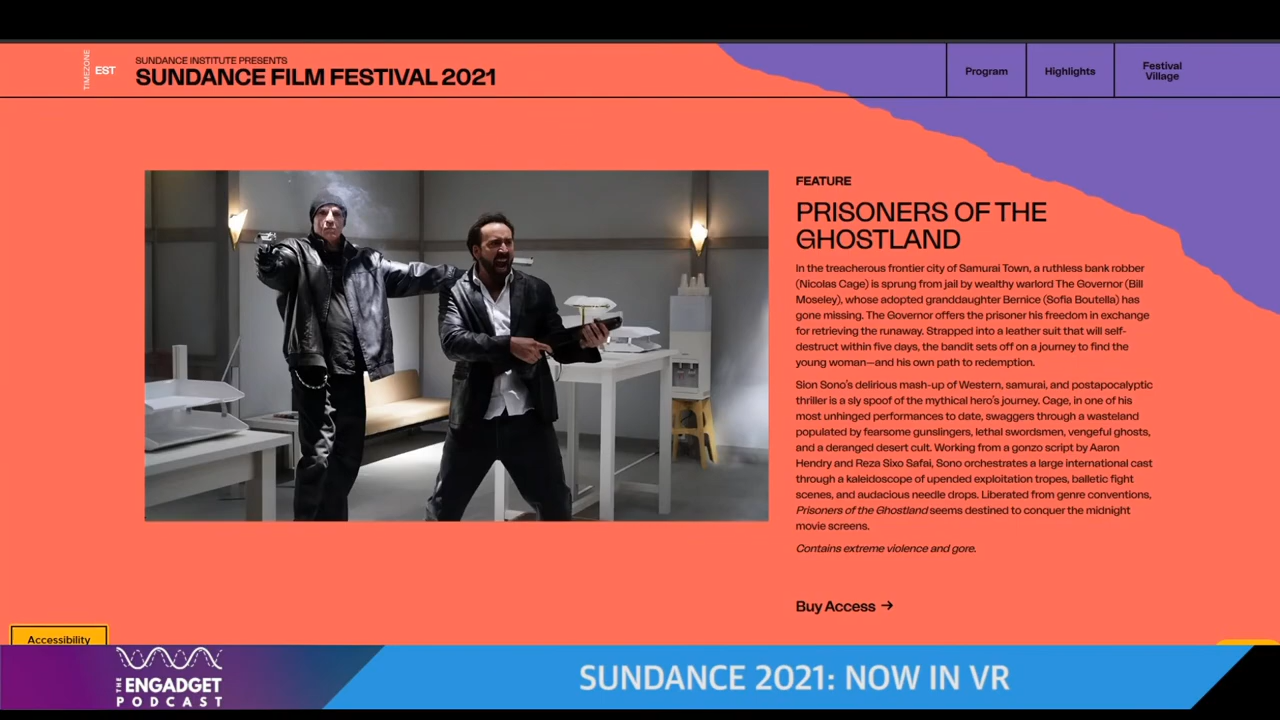 TIMEZONE
EST
SUNDANCE INSTITUTE PRESENTS
SUNDANCE FILM FESTIVAL 2021
Program
Highlights
Festival
Village
FEATURE
PRISONERS OF THE
GHOSTLAND
In the treacherous frontier city of Samurai Town, a ruthless bank robber
(Nicolas Cage) is sprung from jail by wealthy warlord The Governor (Bill
Moseley), whose adopted granddaughter Bernice (Sofia Boutella) has
gone missing. The Governor offers the prisoner his freedom in exchange
for retrieving the runaway. Strapped into a leather suit that will self-
destruct within five days, the bandit sets off on a journey to find the
young woman—and his own path to redemption.
Sion Sono's delirious mash-up of Western, samurai, and postapocalyptic
thriller is a sly spoof of the mythical hero's journey. Cage, in one of his
most unhinged performances to date, swaggers through a wasteland
populated by fearsome gunslingers, lethal swordsmen, vengeful ghosts,
and a deranged desert cult. Working from a gonzo script by Aaron
Hendry and Reza Sixo Safai, Sono orchestrates a large international cast
through a kaleidoscope of upended exploitation tropes, balletic fight
scenes, and audacious needle drops. Liberated from genre conventions,
Prisoners of the Ghostland seems destined to conquer the midnight
movie screens.
Contains extreme violence and gore.
Buy Access →
Accessibility
THE ENGADGET
PODCAST
SUNDANCE 2021: NOW IN VR